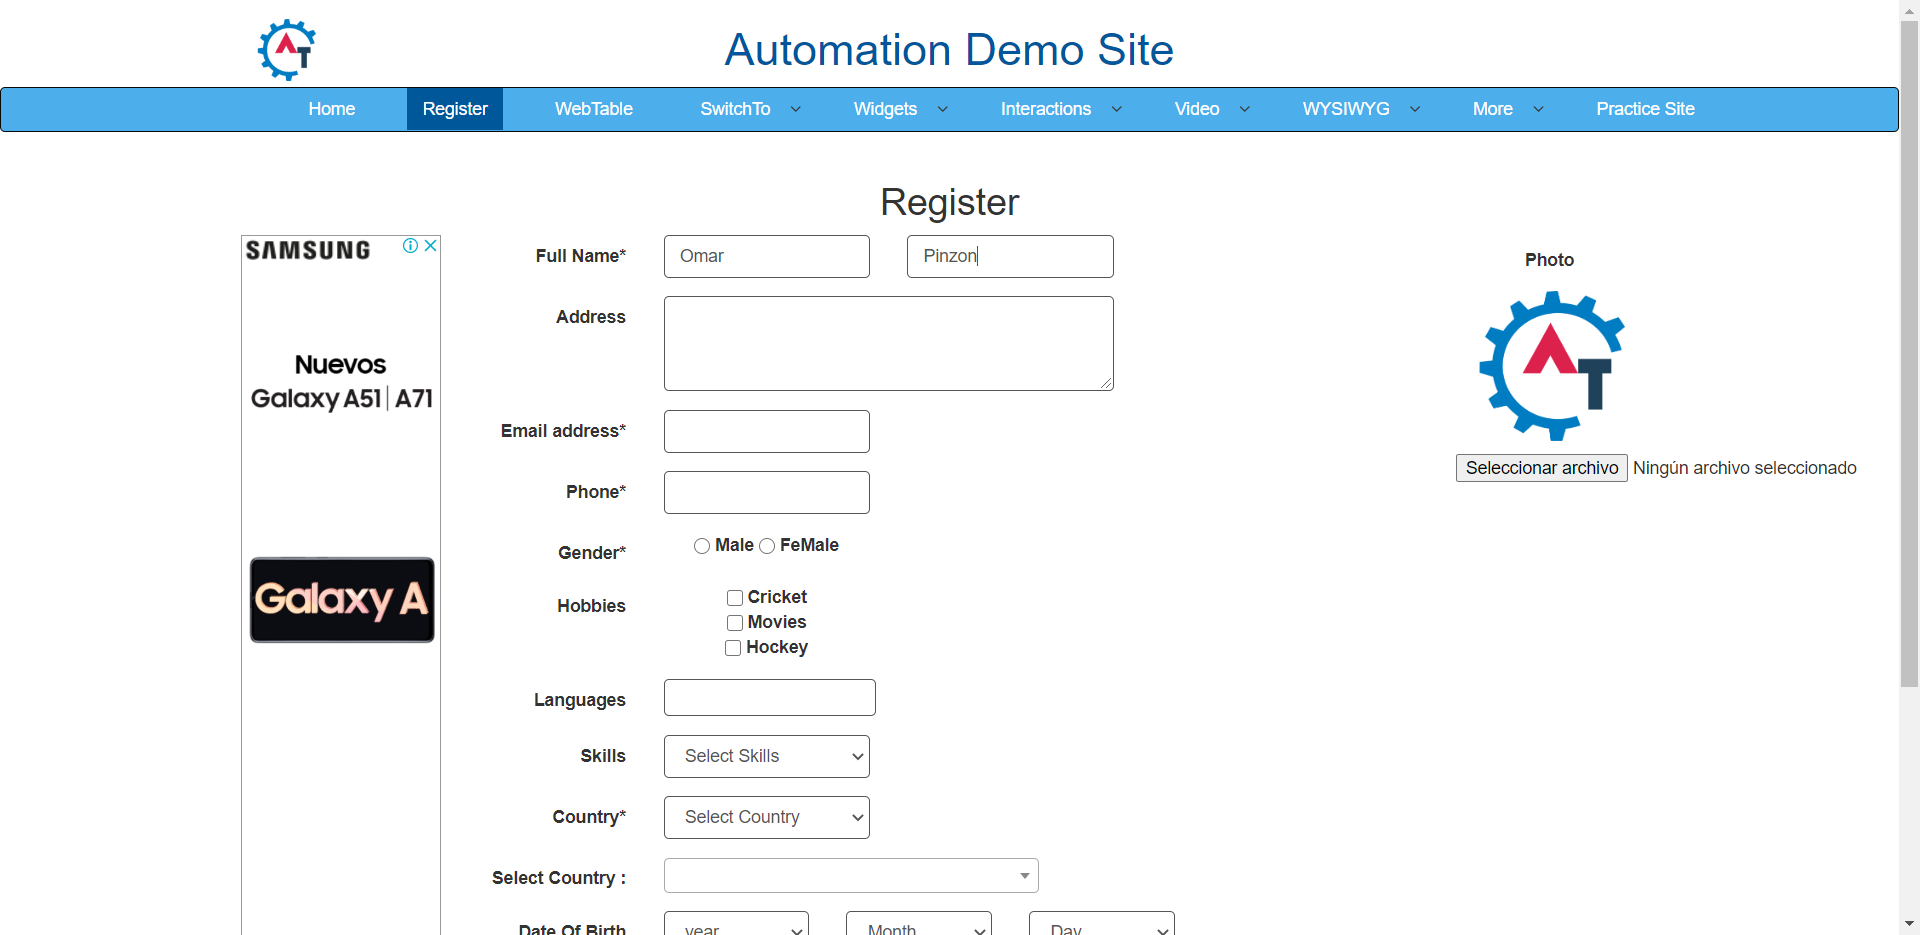 AT
Automation Demo Site
Home Register WebTable SwitchTo Widgets Interactions Video WYSIWYG More Practice Site
Register
SAMSUNG
Nuevos
Galaxy A51 | A71
Galaxy A
Full Name* Omar Pinzon
Address
Email address*
Phone*
Gender* Male FeMale
Hobbies
Cricket
Movies
Hockey
Languages
Skills Select Skills
Country* Select Country
Select Country :
Date Of Birth year Month Day
Photo
AT
Seleccionar archivo Ningún archivo seleccionado